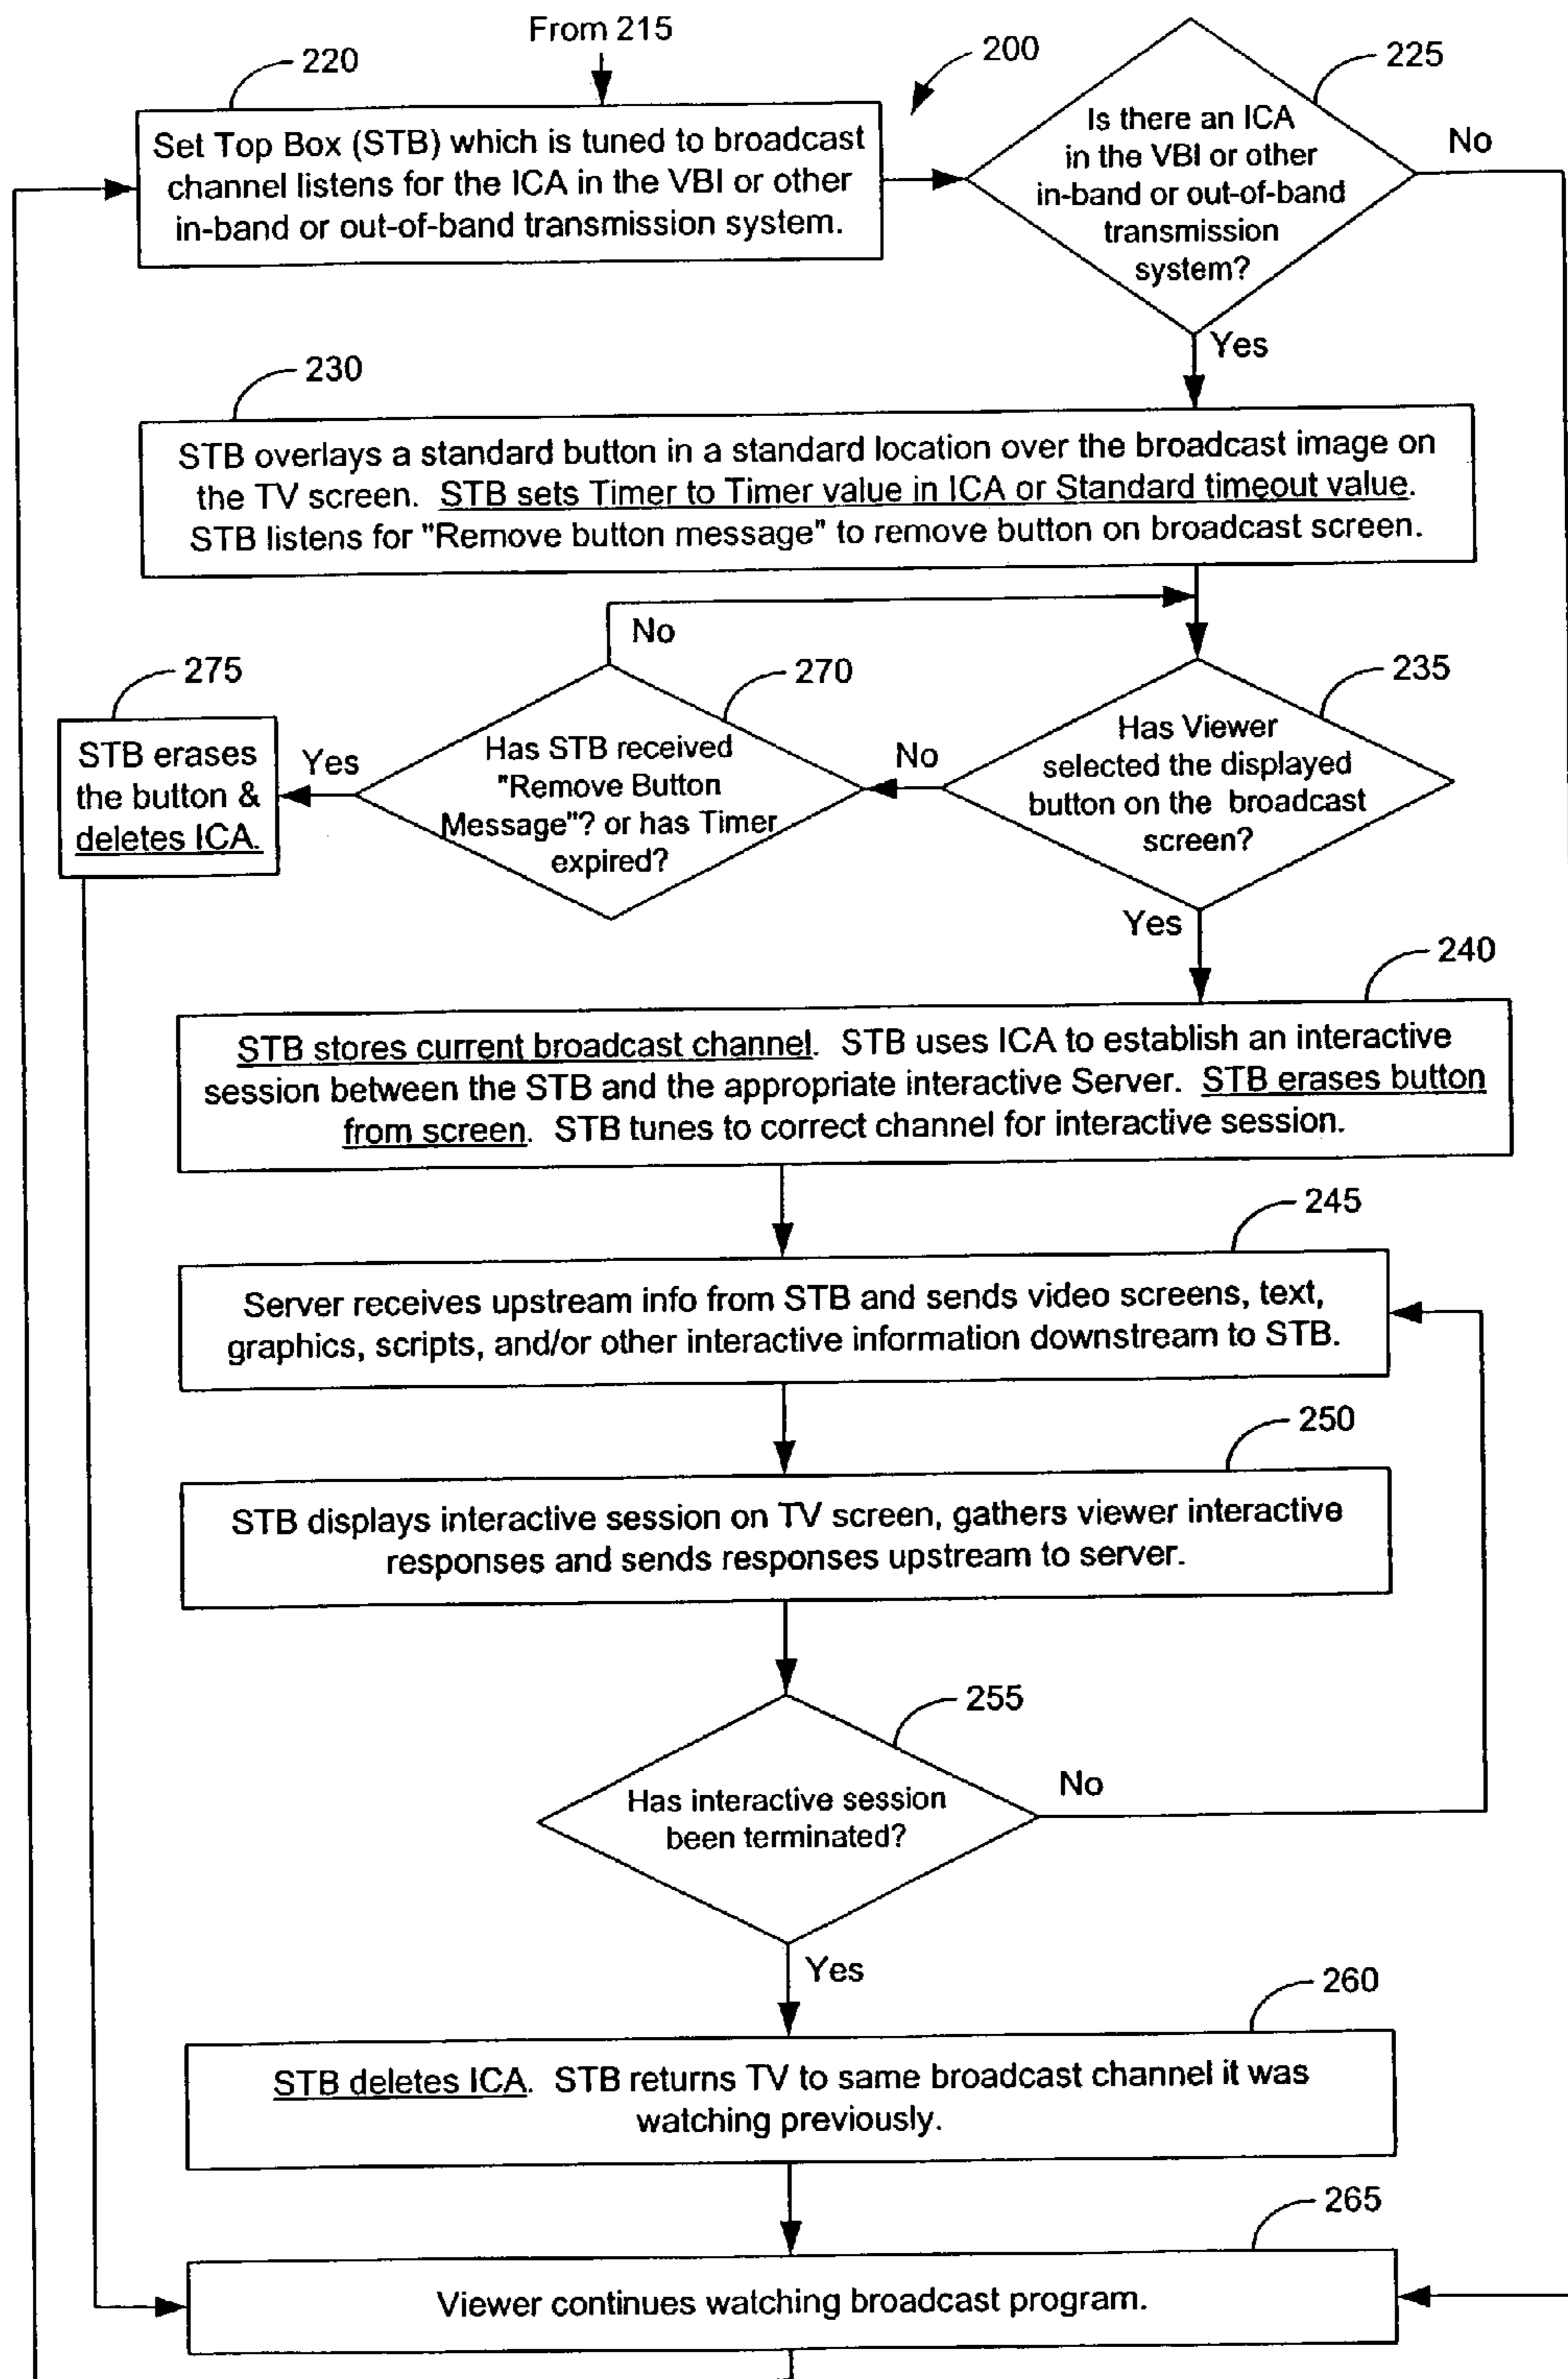 From 215
220
200
225
Set Top Box (STB) which is tuned to broadcast
channel listens for the ICA in the VBI or other
in-band or out-of-band transmission system.
Is there an ICA
in the VBI or other
in-band or out-of-band
transmission
system?
No
Yes
230
STB overlays a standard button in a standard location over the broadcast image on
the TV screen. STB sets Timer to Timer value in ICA or Standard timeout value.
STB listens for "Remove button message" to remove button on broadcast screen.
No
275
270
235
STB erases
the button &
deletes ICA.
Yes
Has STB received
"Remove Button
Message"? or has Timer
expired?
No
Has Viewer
selected the displayed
button on the broadcast
screen?
Yes
240
STB stores current broadcast channel. STB uses ICA to establish an interactive
session between the STB and the appropriate interactive Server. STB erases button
from screen. STB tunes to correct channel for interactive session.
245
Server receives upstream info from STB and sends video screens, text,
graphics, scripts, and/or other interactive information downstream to STB.
250
STB displays interactive session on TV screen, gathers viewer interactive
responses and sends responses upstream to server.
255
Has interactive session
been terminated?
No
Yes
260
STB deletes ICA. STB returns TV to same broadcast channel it was
watching previously.
265
Viewer continues watching broadcast program.